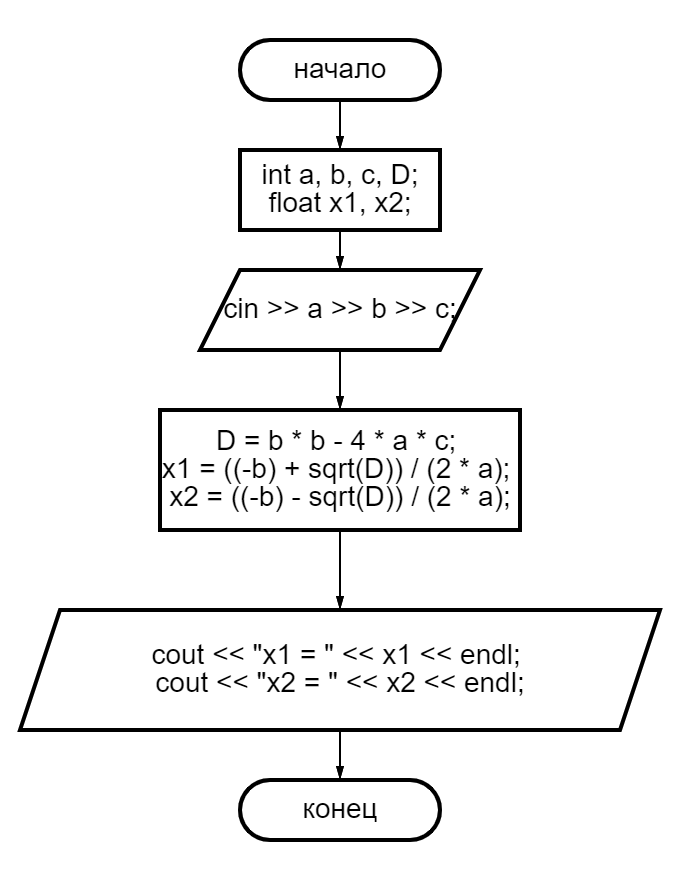 начало
int a, b, c, D;
float x1, x2;
cin >> a >> b >> c;
D = b * b - 4 * a * c;
x1 = ((-b) + sqrt(D)) / (2 * a);
x2 = ((-b) - sqrt(D)) / (2 * a);
cout << "x1 = " << x1 << endl;
cout << "x2 = " << x2 << endl;
конец